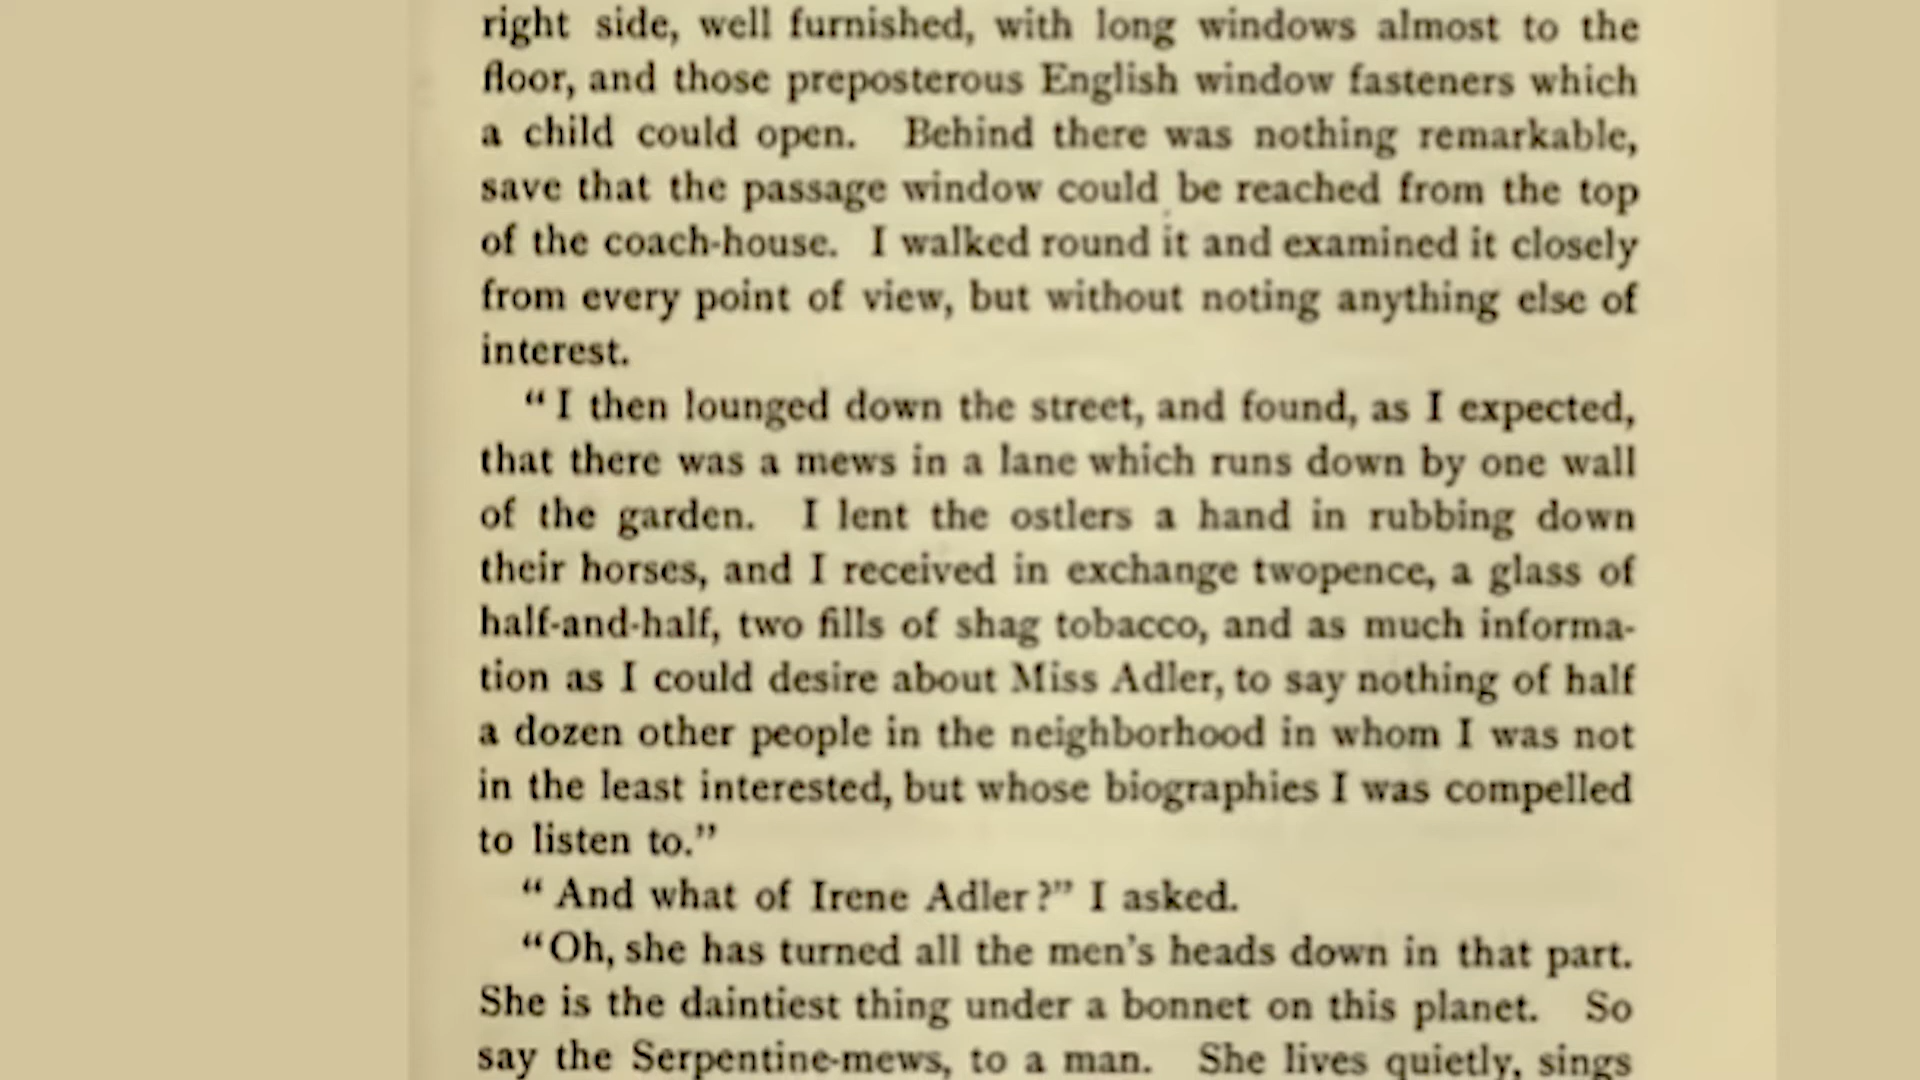 right side, well furnished, with long windows almost to the
floor, and those preposterous English window fasteners which
a child could open. Behind there was nothing remarkable,
save that the passage window could be reached from the top
of the coach-house. I walked round it and examined it closely
from every point of view, but without noting anything else of
interest.
“I then lounged down the street, and found, as I expected,
that there was a mews in a lane which runs down by one wall
of the garden. I lent the ostlers a hand in rubbing down
their horses, and I received in exchange twopence, a glass of
half-and-half, two fills of shag tobacco, and as much informa-
tion as I could desire about Miss Adler, to say nothing of half
a dozen other people in the neighborhood in whom I was not
in the least interested, but whose biographies I was compelled
to listen to.”
“And what of Irene Adler?” I asked.
“Oh, she has turned all the men’s heads down in that part.
She is the daintiest thing under a bonnet on this planet. So
say the Serpentine-mews, to a man. She lives quietly, sings